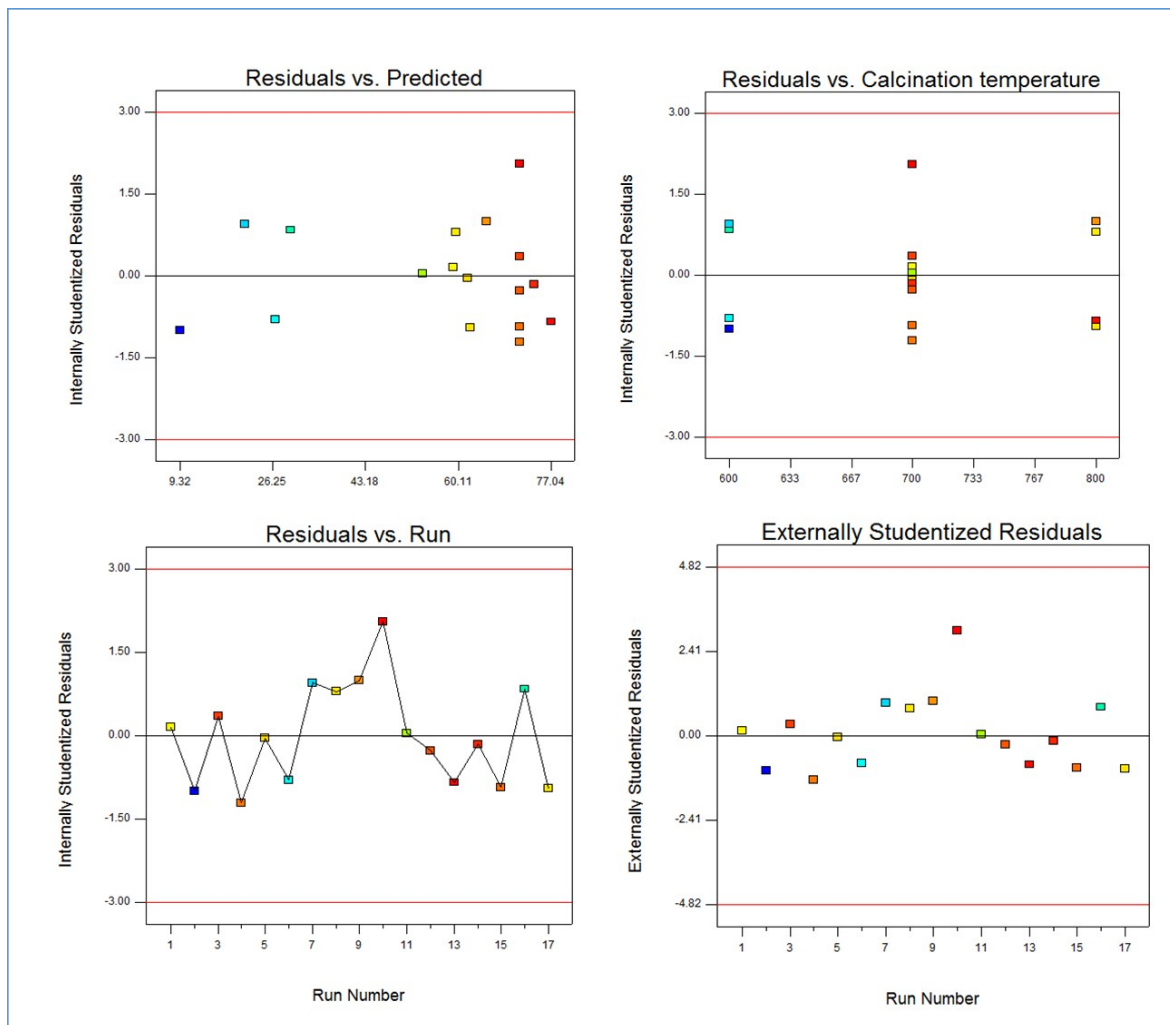 Residuals vs. Predicted
Internally Studentized Residuals
3.00
1.50
0.00
-1.50
-3.00
9.32 26.25 43.18 60.11 77.04
Residuals vs. Calcination temperature
Internally Studentized Residuals
3.00
1.50
0.00
-1.50
-3.00
600 633 667 700 733 767 800
Residuals vs. Run
Internally Studentized Residuals
3.00
1.50
0.00
-1.50
-3.00
1 3 5 7 9 11 13 15 17
Run Number
Externally Studentized Residuals
Externally Studentized Residuals
4.82
2.41
0.00
-2.41
-4.82
1 3 5 7 9 11 13 15 17
Run Number